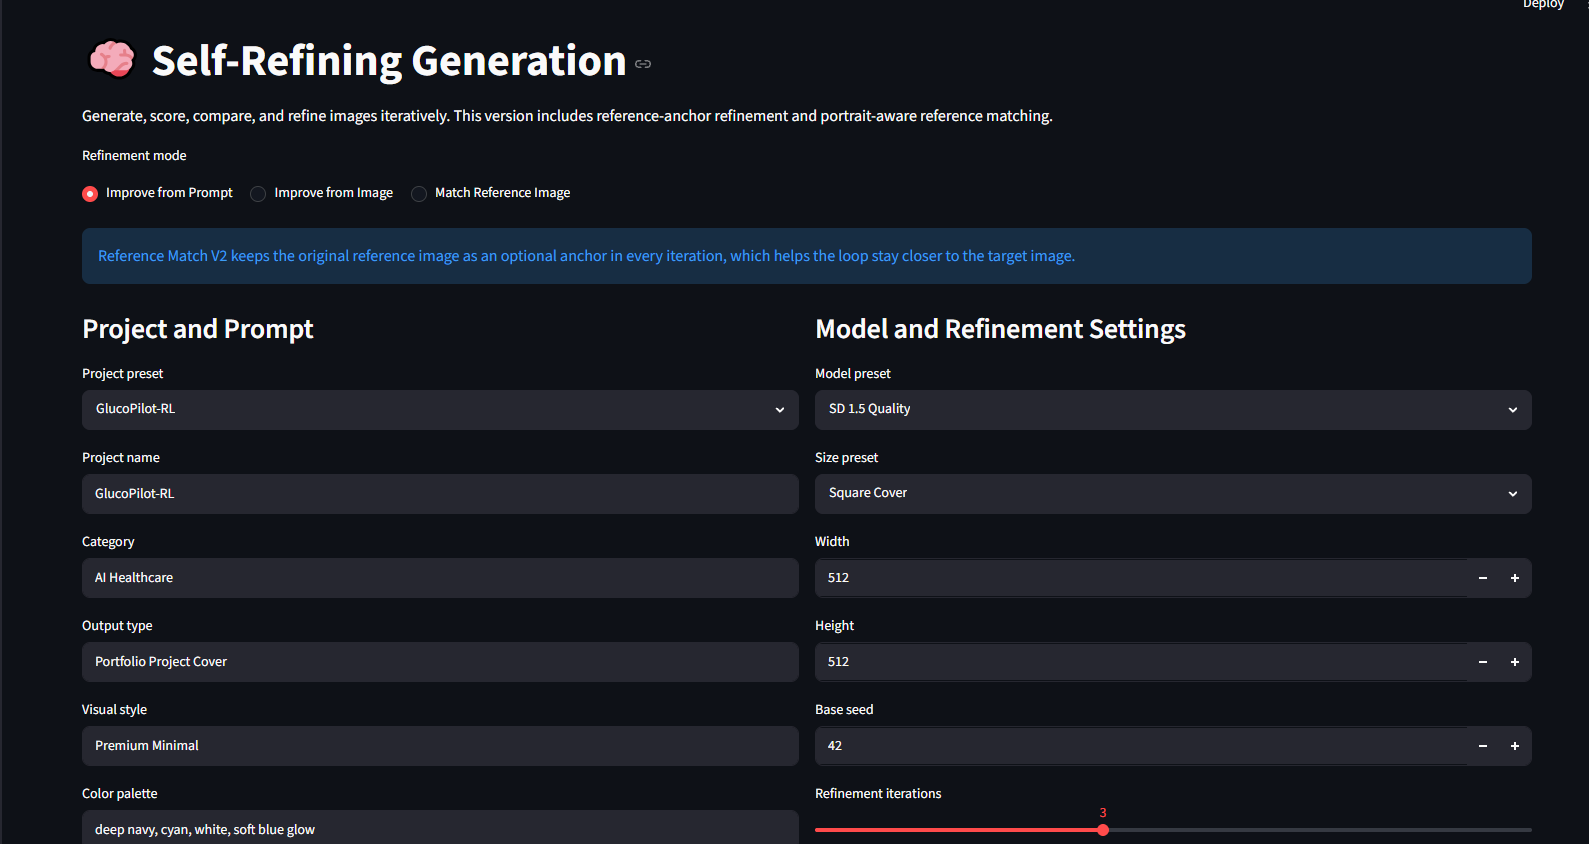 Deploy
Self-Refining Generation
Generate, score, compare, and refine images iteratively. This version includes reference-anchor refinement and portrait-aware reference matching.
Refinement mode
Improve from Prompt
Improve from Image
Match Reference Image
Reference Match V2 keeps the original reference image as an optional anchor in every iteration, which helps the loop stay closer to the target image.
Project and Prompt
Project preset
GlucoPilot-RL
Project name
GlucoPilot-RL
Category
AI Healthcare
Output type
Portfolio Project Cover
Visual style
Premium Minimal
Color palette
deep navy, cyan, white, soft blue glow
Model and Refinement Settings
Model preset
SD 1.5 Quality
Size preset
Square Cover
Width
512
Height
512
Base seed
42
Refinement iterations
3